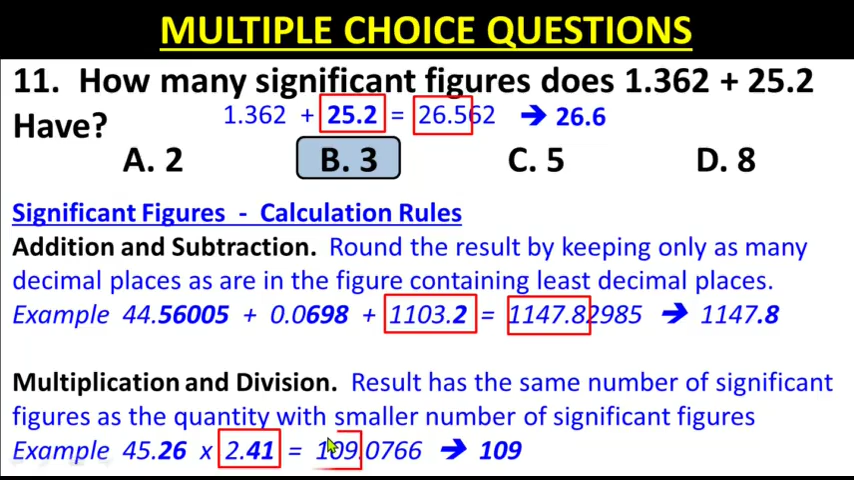 MULTIPLE CHOICE QUESTIONS
11. How many significant figures does 1.362 + 25.2
Have?
1.362 + 25.2 = 26.562 ➔ 26.6
A. 2 B. 3 C. 5 D. 8
Significant Figures - Calculation Rules
Addition and Subtraction. Round the result by keeping only as many
decimal places as are in the figure containing least decimal places.
Example 44.56005 + 0.0698 + 1103.2 = 1147.82985 ➔ 1147.8
Multiplication and Division. Result has the same number of significant
figures as the quantity with smaller number of significant figures
Example 45.26 x 2.41 = 109.0766 ➔ 109